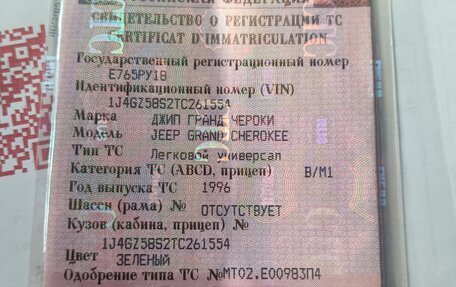 РОССИЙСКАЯ ФЕДЕРАЦИЯ
СВИДЕТЕЛЬСТВО О РЕГИСТРАЦИИ ТС
CERTIFICAT D'IMMATRICULATION
Государственный регистрационный номер
Е765РУ18
Идентификационный номер (VIN)
1J4GZ58S2TC261554
Марка ДЖИП ГРАНД ЧЕРОКИ
Модель JEEP GRAND CHEROKEE
Тип ТС Легковой универсал
Категория ТС (ABCD, прицеп) B/M1
Год выпуска ТС 1996
Шасси (рама) № ОТСУТСТВУЕТ
Кузов (кабина, прицеп) №
1J4GZ58S2TC261554
Цвет ЗЕЛЕНЫЙ
Одобрение типа ТС №МТ02.Е00983П4